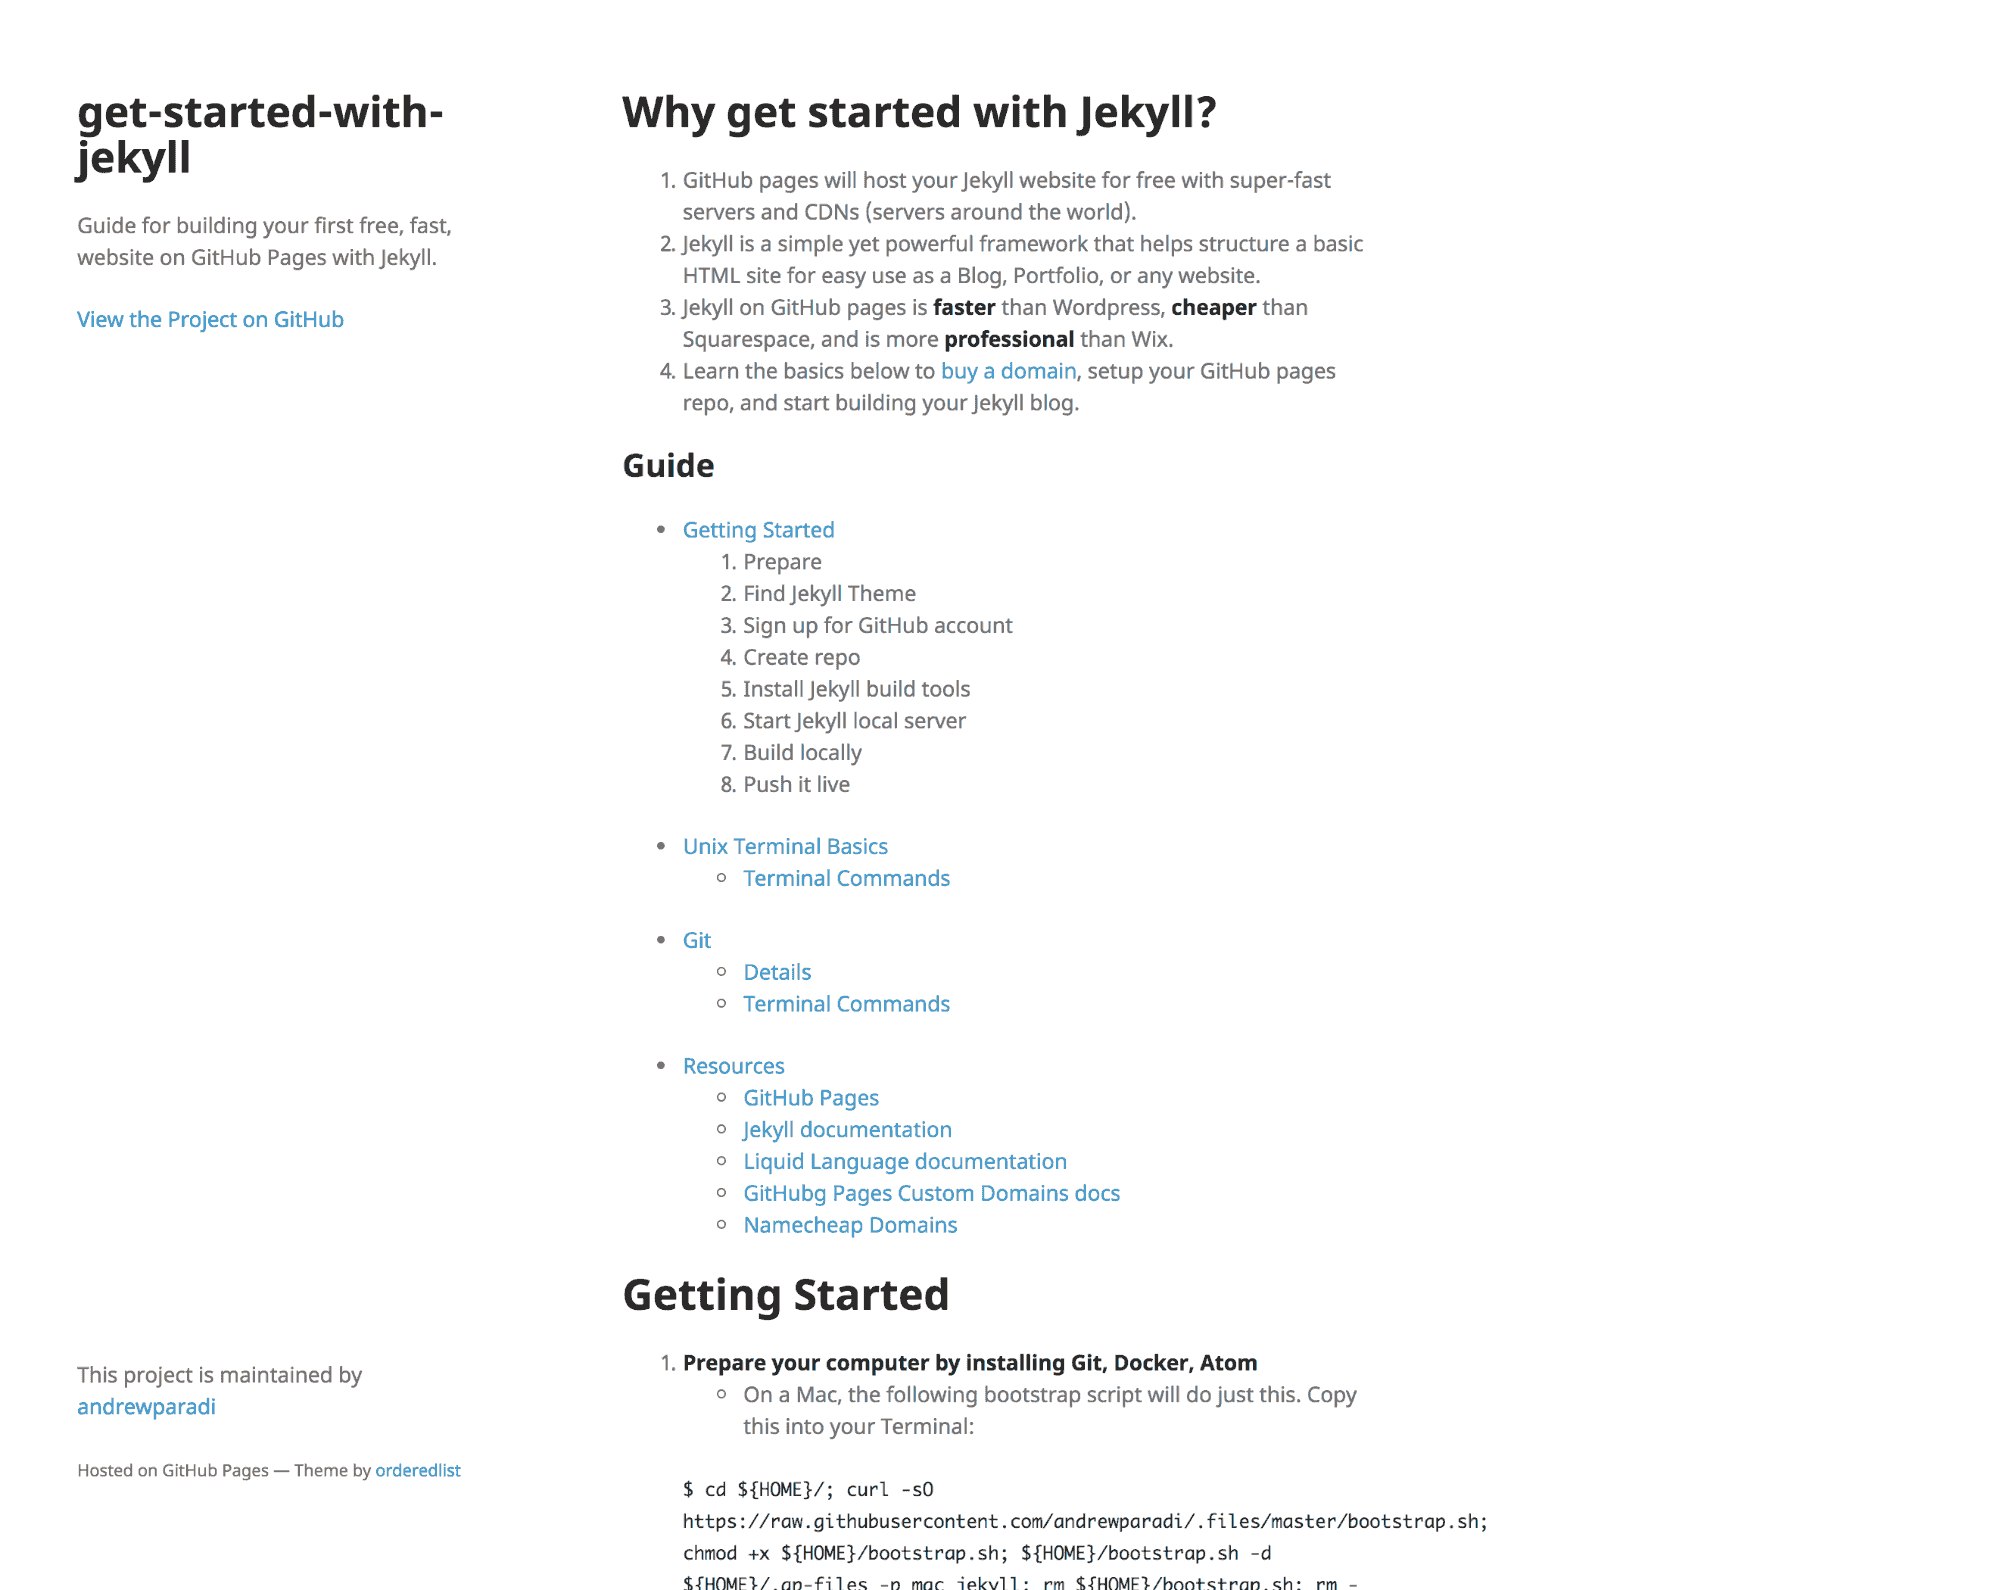 get-started-with-
jekyll
Guide for building your first free, fast,
website on GitHub Pages with Jekyll.
View the Project on GitHub
This project is maintained by
andrewparadi
Hosted on GitHub Pages — Theme by orderedlist
Why get started with Jekyll?
1. GitHub pages will host your Jekyll website for free with super-fast
servers and CDNs (servers around the world).
2. Jekyll is a simple yet powerful framework that helps structure a basic
HTML site for easy use as a Blog, Portfolio, or any website.
3. Jekyll on GitHub pages is faster than Wordpress, cheaper than
Squarespace, and is more professional than Wix.
4. Learn the basics below to buy a domain, setup your GitHub pages
repo, and start building your Jekyll blog.
Guide
• Getting Started
1. Prepare
2. Find Jekyll Theme
3. Sign up for GitHub account
4. Create repo
5. Install Jekyll build tools
6. Start Jekyll local server
7. Build locally
8. Push it live
• Unix Terminal Basics
◦ Terminal Commands
• Git
◦ Details
◦ Terminal Commands
• Resources
◦ GitHub Pages
◦ Jekyll documentation
◦ Liquid Language documentation
◦ GitHubg Pages Custom Domains docs
◦ Namecheap Domains
Getting Started
1. Prepare your computer by installing Git, Docker, Atom
◦ On a Mac, the following bootstrap script will do just this. Copy
this into your Terminal:
$ cd ${HOME}/; curl -sO
https://raw.githubusercontent.com/andrewparadi/.files/master/bootstrap.sh;
chmod +x ${HOME}/bootstrap.sh; ${HOME}/bootstrap.sh -d
${HOME}/.ap-files -p mac_jekyll; rm ${HOME}/bootstrap.sh; rm -